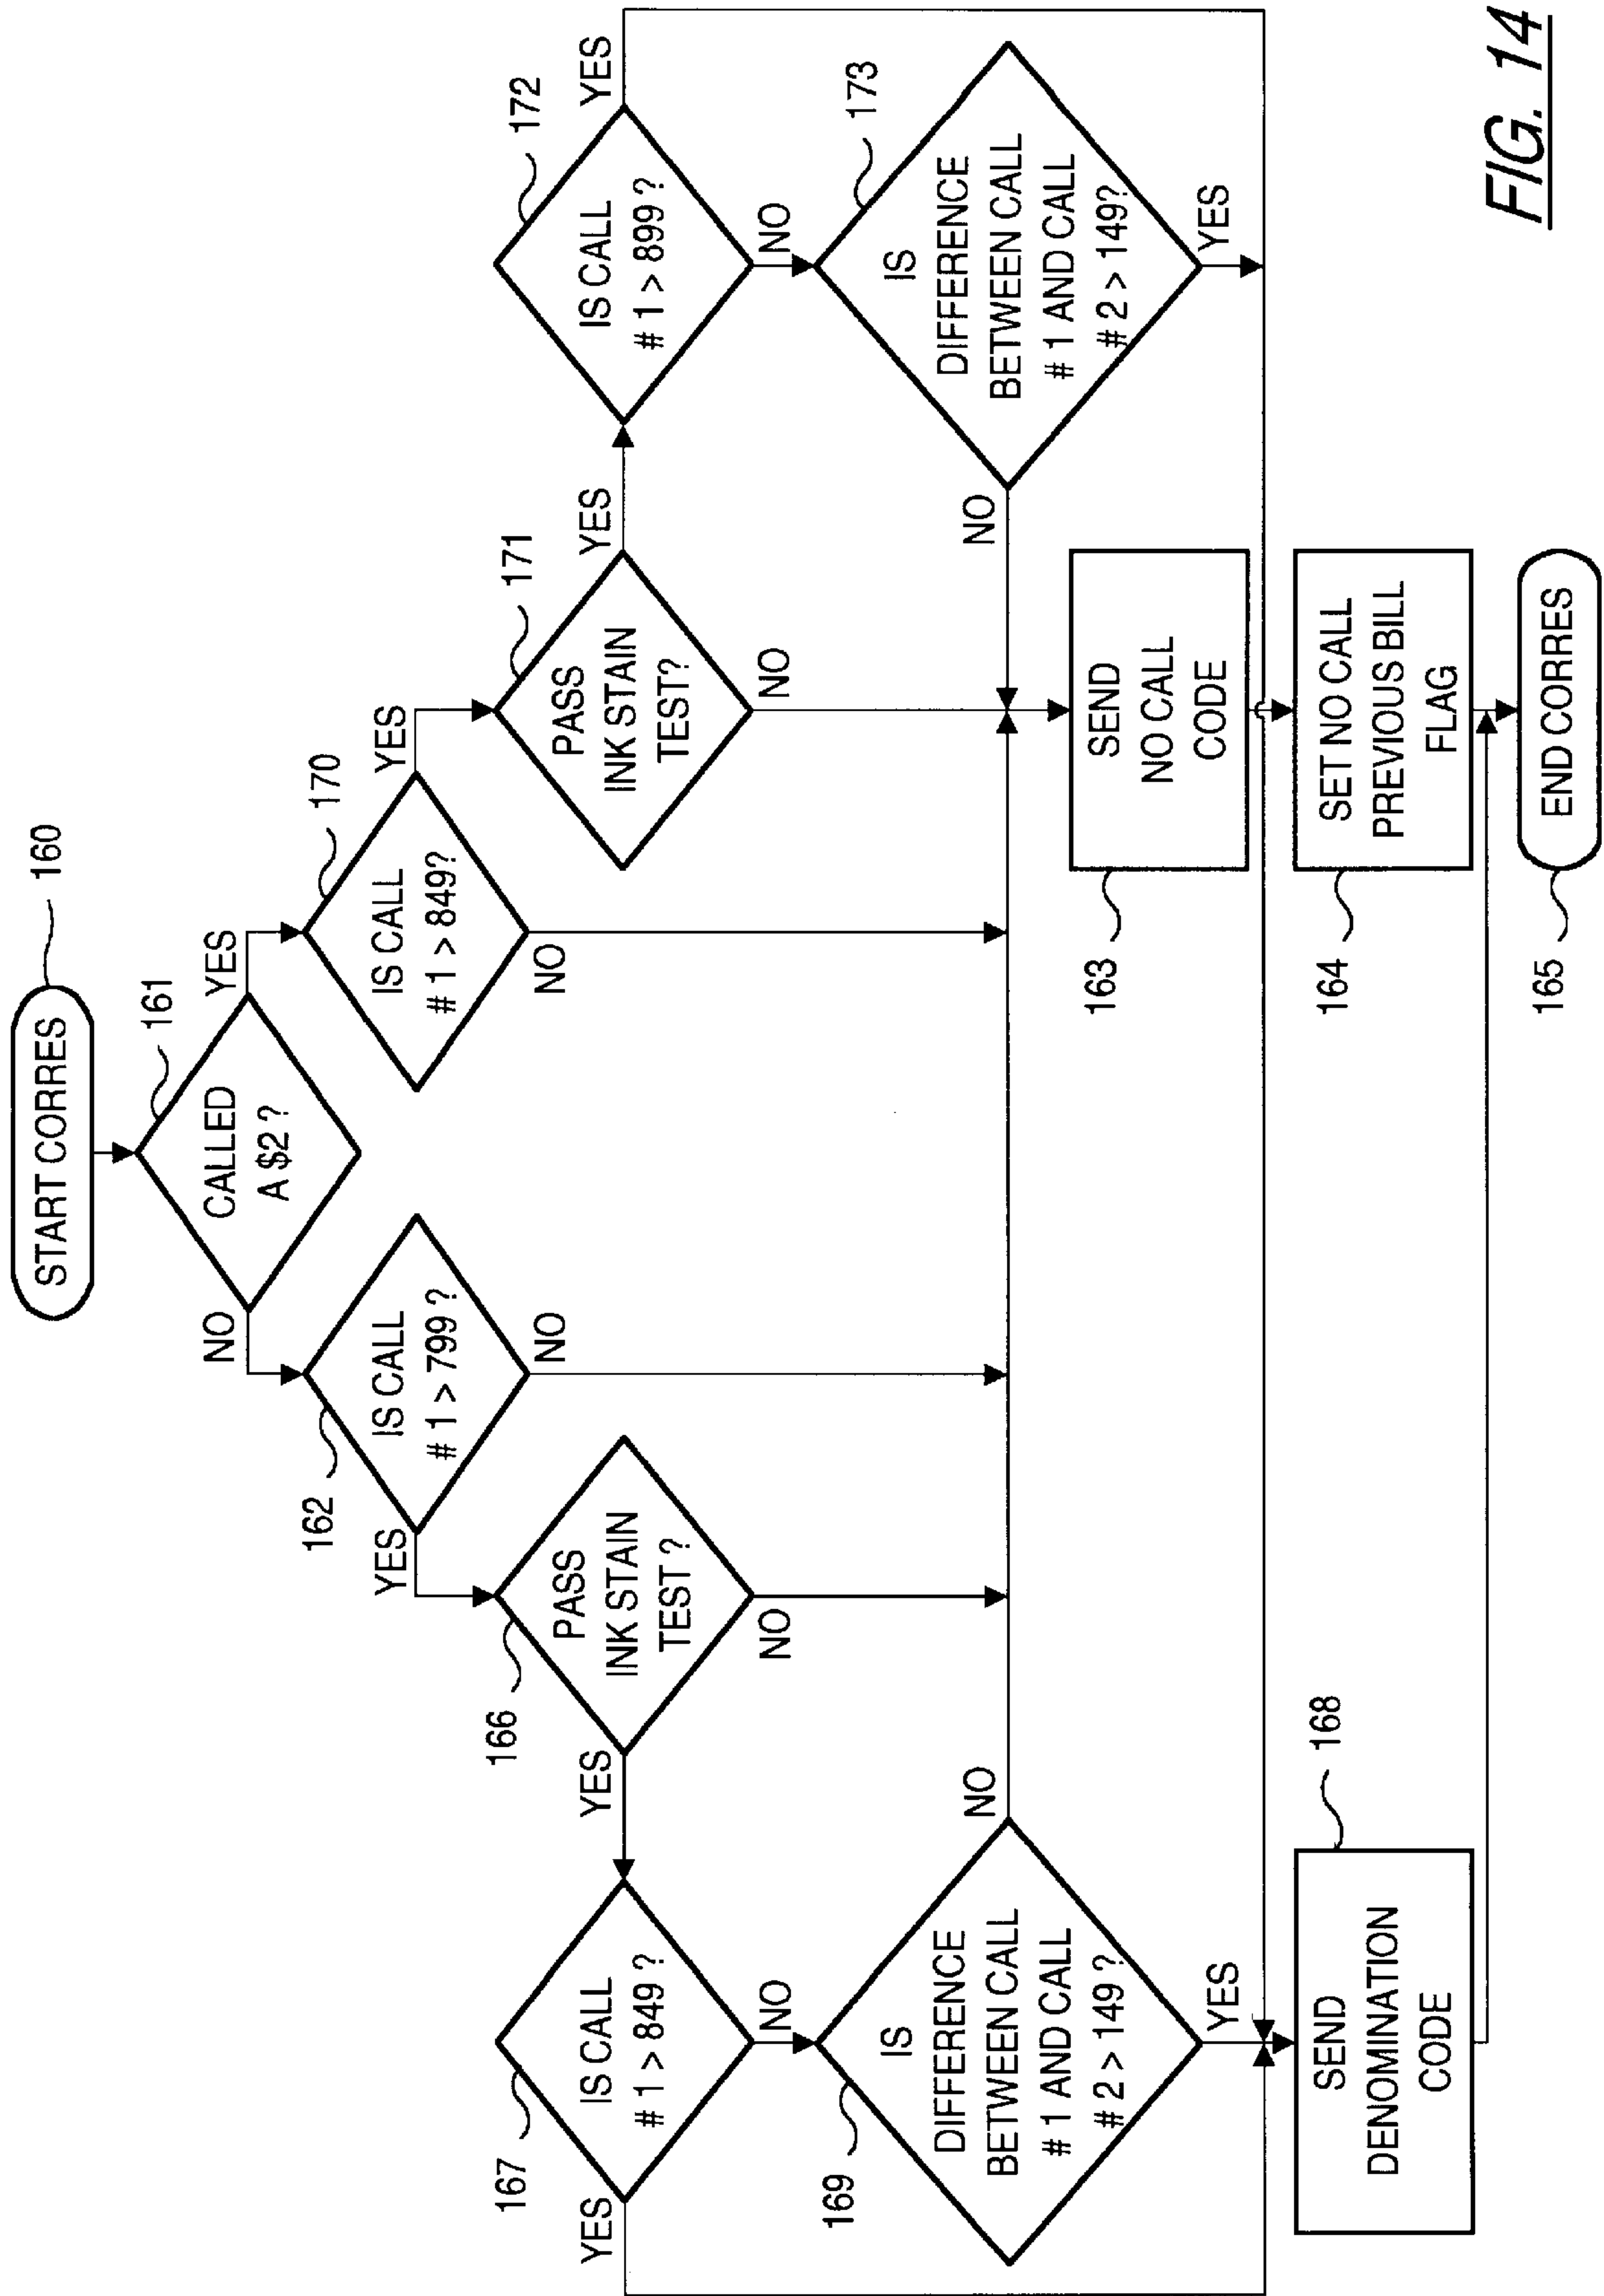 START CORRES
160
CALLED
A $2 ?
161
NO
YES
IS CALL
# 1 > 799 ?
162
YES
NO
IS CALL
# 1 > 849?
170
YES
NO
PASS
INK STAIN
TEST ?
166
YES
NO
PASS
INK STAIN
TEST?
171
YES
NO
IS CALL
# 1 > 849 ?
167
YES
NO
IS CALL
# 1 > 899 ?
172
YES
NO
IS
DIFFERENCE
BETWEEN CALL
# 1 AND CALL
# 2 > 149 ?
169
NO
YES
IS
DIFFERENCE
BETWEEN CALL
# 1 AND CALL
# 2 > 149?
173
NO
YES
SEND
NO CALL
CODE
163
SEND
DENOMINATION
CODE
168
SET NO CALL
PREVIOUS BILL
FLAG
164
END CORRES
165
FIG. 14